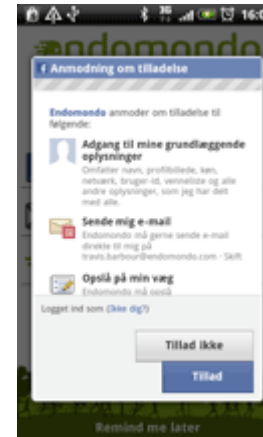 3G 16:0
endomondo
f Anmodning om tilladelse
Endomondo anmoder om tilladelse til
følgende:
Adgang til mine grundlæggende
oplysninger
Omfatter navn, profilbillede, køn,
netværk, bruger-id, venneliste og alle
andre oplysninger, som jeg har delt
med alle.
Sende mig e-mail
Endomondo må gerne sende e-mail
direkte til mig på
travis.barbour@endomondo.com · Skift
Opslå på min væg
Endomondo må opslå
Logget ind som (Ikke dig?)
Tillad ikke
Tillad
Remind me later